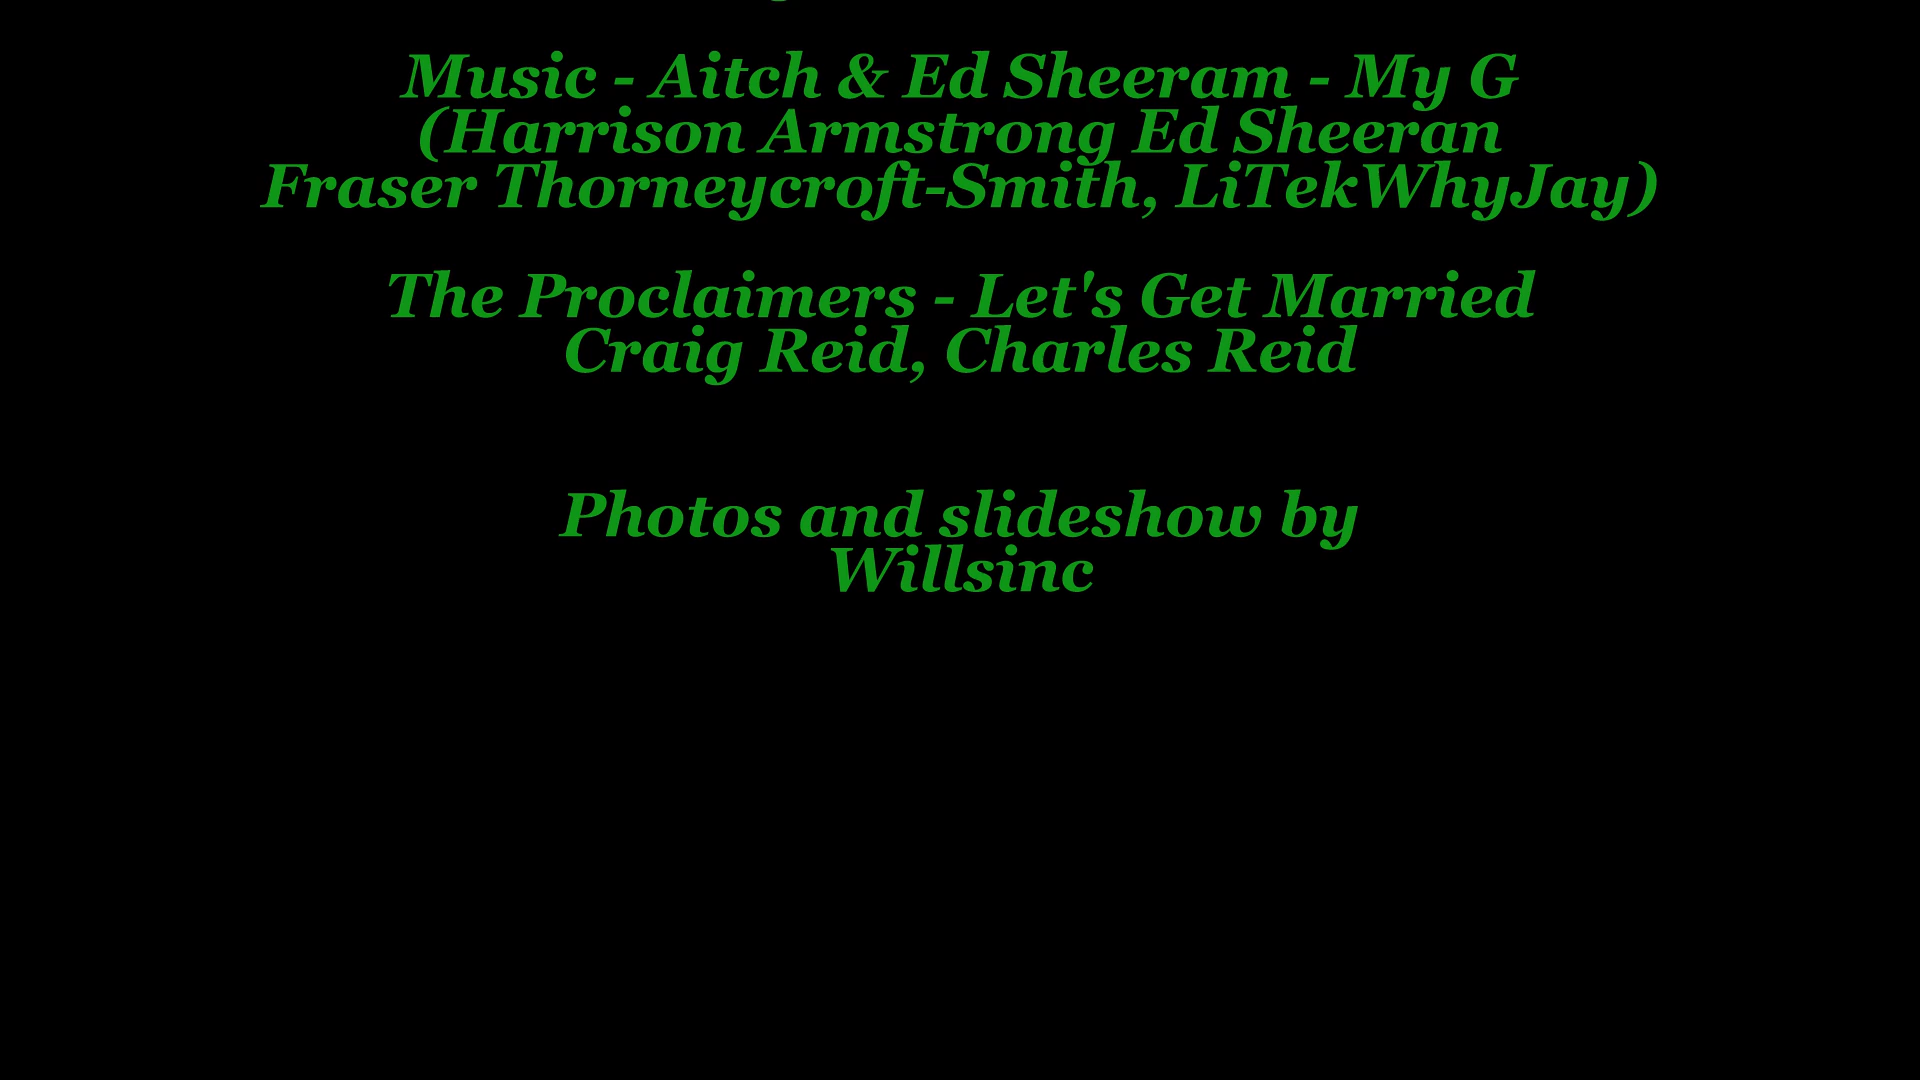 Music - Aitch & Ed Sheeram - My G
(Harrison Armstrong Ed Sheeran
Fraser Thorneycroft-Smith, LiTekWhyJay)
The Proclaimers - Let's Get Married
Craig Reid, Charles Reid
Photos and slideshow by
Willsinc